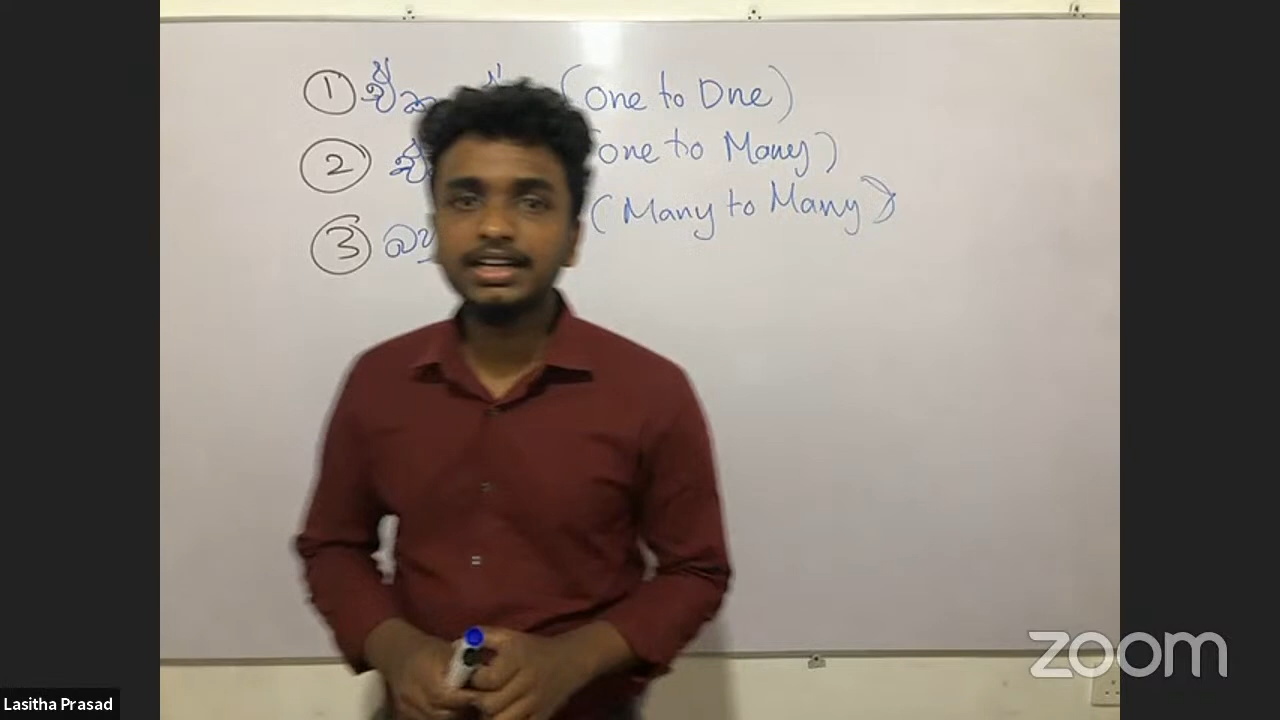 1 (One to One)
2 (one to Many)
3 (Many to Many)
zoom
Lasitha Prasad